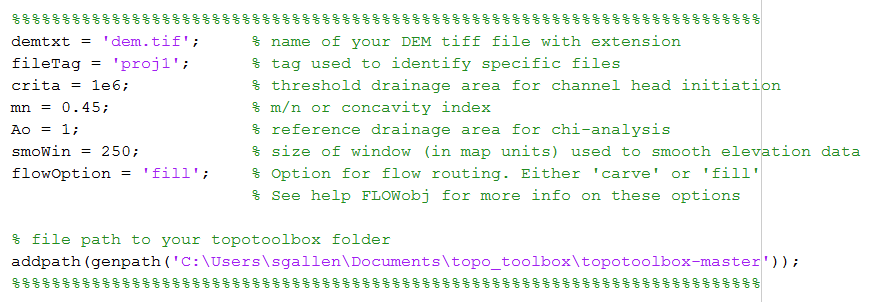 %%%%%%%%%%%%%%%%%%%%%%%%%%%%%%%%%%%%%%%%%%%%%%%%%%%%%%%%%%%%%%%%%%%%%%%%%%%%%
demtxt = 'dem.tif';     % name of your DEM tiff file with extension
fileTag = 'proj1';      % tag used to identify specific files
crita = 1e6;            % threshold drainage area for channel head initiation
mn = 0.45;              % m/n or concavity index
Ao = 1;                 % reference drainage area for chi-analysis
smoWin = 250;           % size of window (in map units) used to smooth elevation data
flowOption = 'fill';    % Option for flow routing. Either 'carve' or 'fill'
                        % See help FLOWobj for more info on these options

% file path to your topotoolbox folder
addpath(genpath('C:\Users\sgallen\Documents\topo_toolbox\topotoolbox-master'));
%%%%%%%%%%%%%%%%%%%%%%%%%%%%%%%%%%%%%%%%%%%%%%%%%%%%%%%%%%%%%%%%%%%%%%%%%%%%%